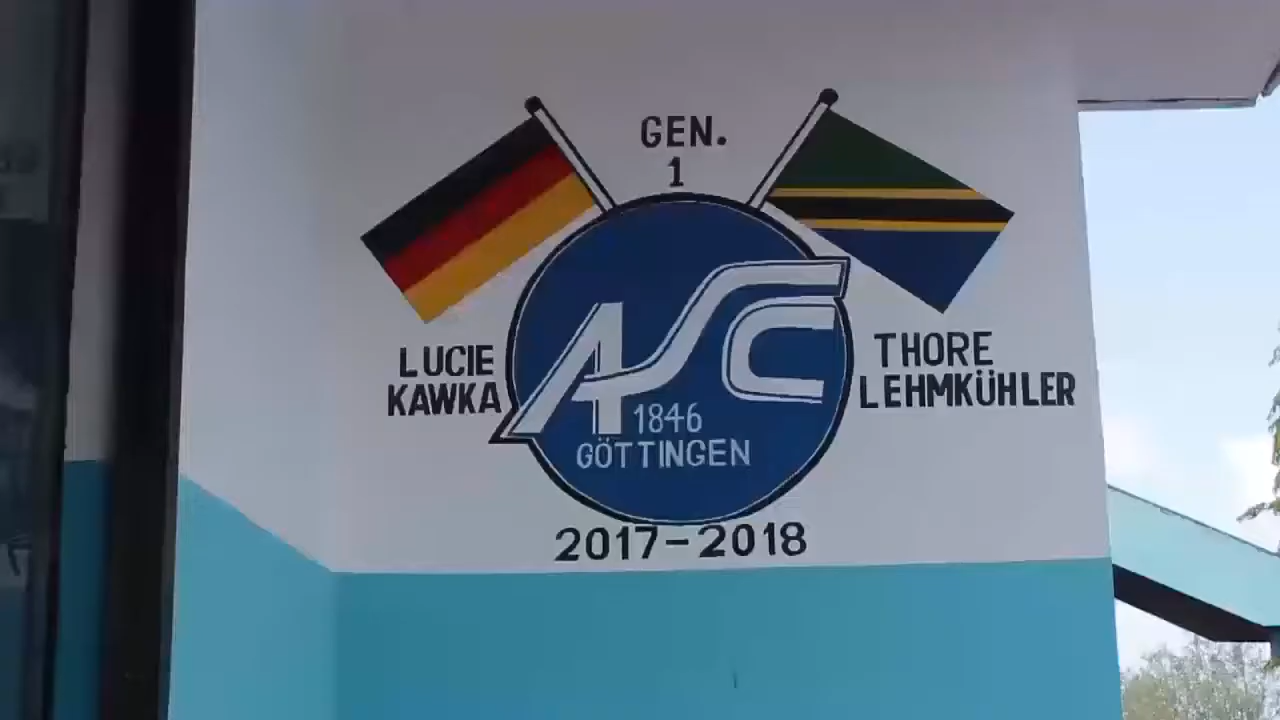 GEN.
1
LUCIE
KAWKA
ASC
1846
GÖTTINGEN
THORE
LEHMKÜHLER
2017-2018